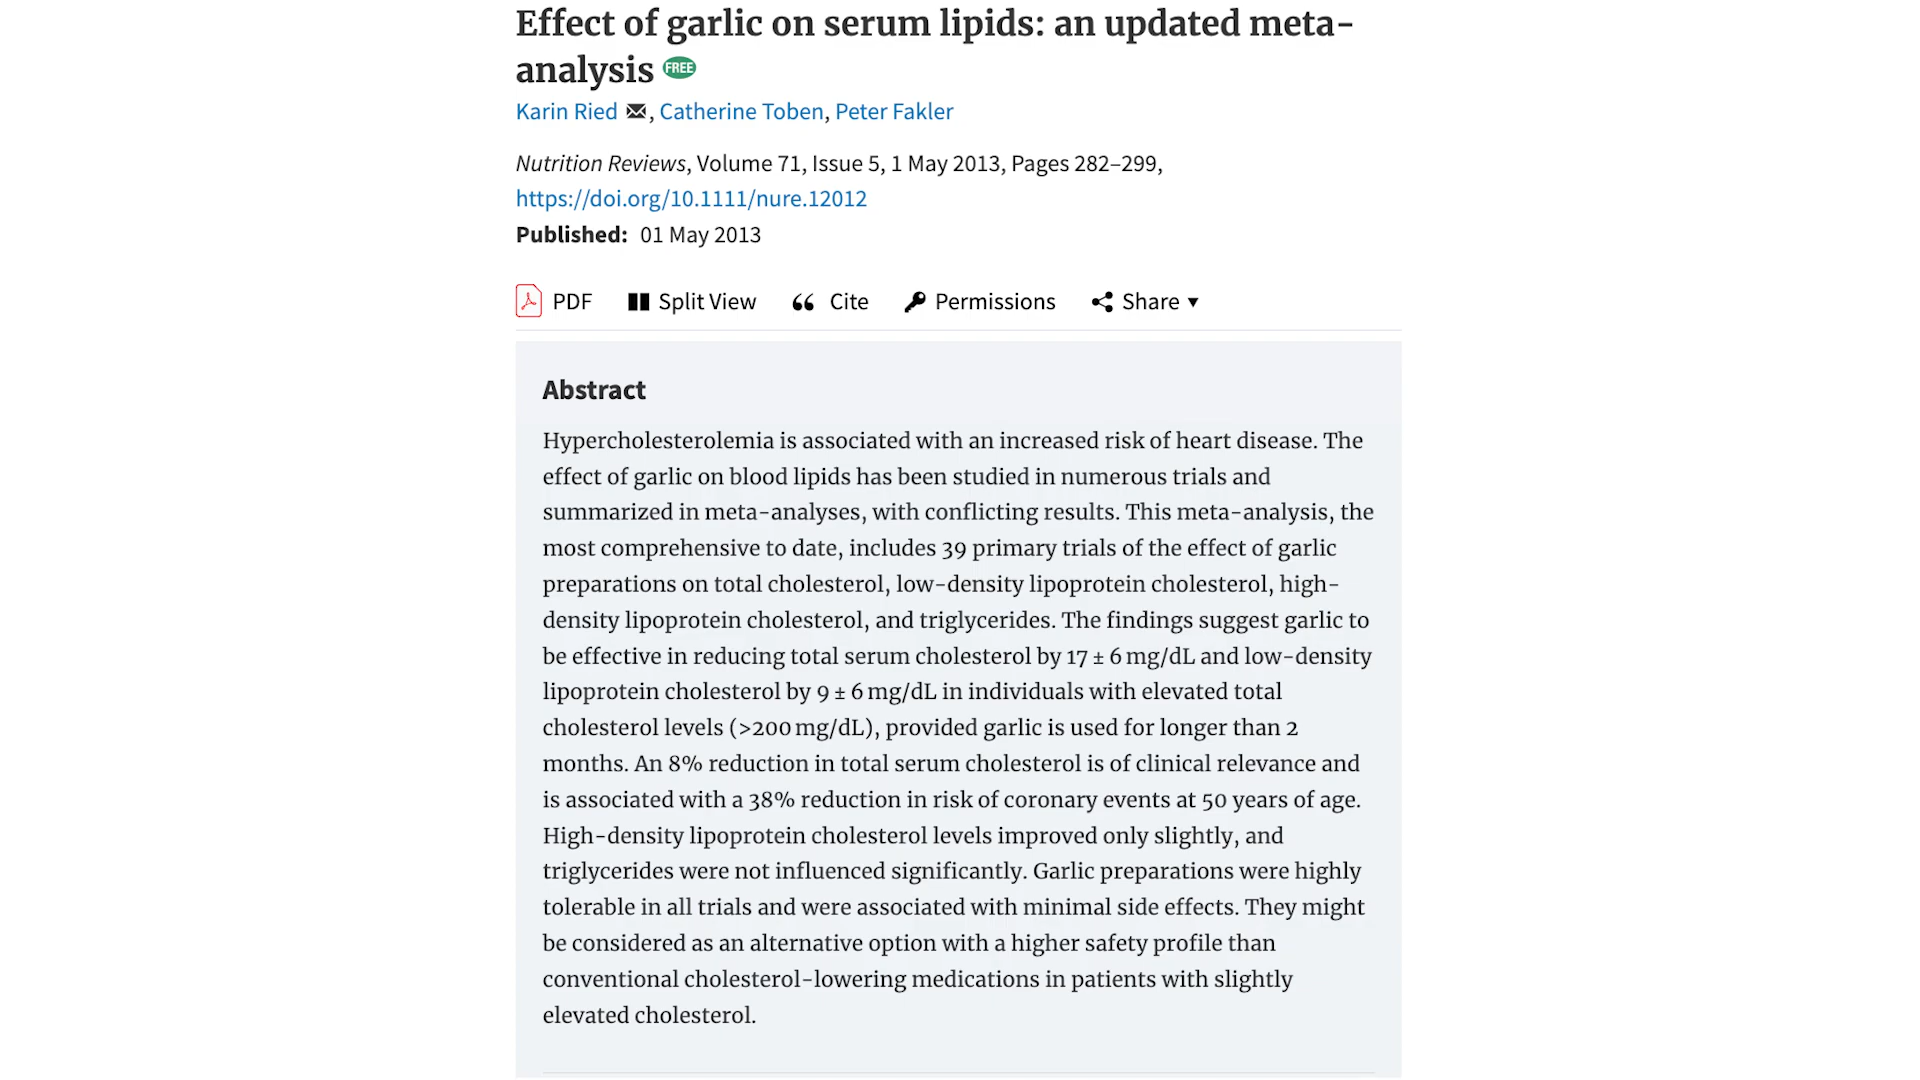 Effect of garlic on serum lipids: an updated meta-
analysis FREE
Karin Ried , Catherine Toben, Peter Fakler
Nutrition Reviews, Volume 71, Issue 5, 1 May 2013, Pages 282–299,
https://doi.org/10.1111/nure.12012
Published: 01 May 2013
PDF Split View Cite Permissions Share
Abstract
Hypercholesterolemia is associated with an increased risk of heart disease. The
effect of garlic on blood lipids has been studied in numerous trials and
summarized in meta-analyses, with conflicting results. This meta-analysis, the
most comprehensive to date, includes 39 primary trials of the effect of garlic
preparations on total cholesterol, low-density lipoprotein cholesterol, high-
density lipoprotein cholesterol, and triglycerides. The findings suggest garlic to
be effective in reducing total serum cholesterol by 17 ± 6 mg/dL and low-density
lipoprotein cholesterol by 9 ± 6 mg/dL in individuals with elevated total
cholesterol levels (>200 mg/dL), provided garlic is used for longer than 2
months. An 8% reduction in total serum cholesterol is of clinical relevance and
is associated with a 38% reduction in risk of coronary events at 50 years of age.
High-density lipoprotein cholesterol levels improved only slightly, and
triglycerides were not influenced significantly. Garlic preparations were highly
tolerable in all trials and were associated with minimal side effects. They might
be considered as an alternative option with a higher safety profile than
conventional cholesterol-lowering medications in patients with slightly
elevated cholesterol.